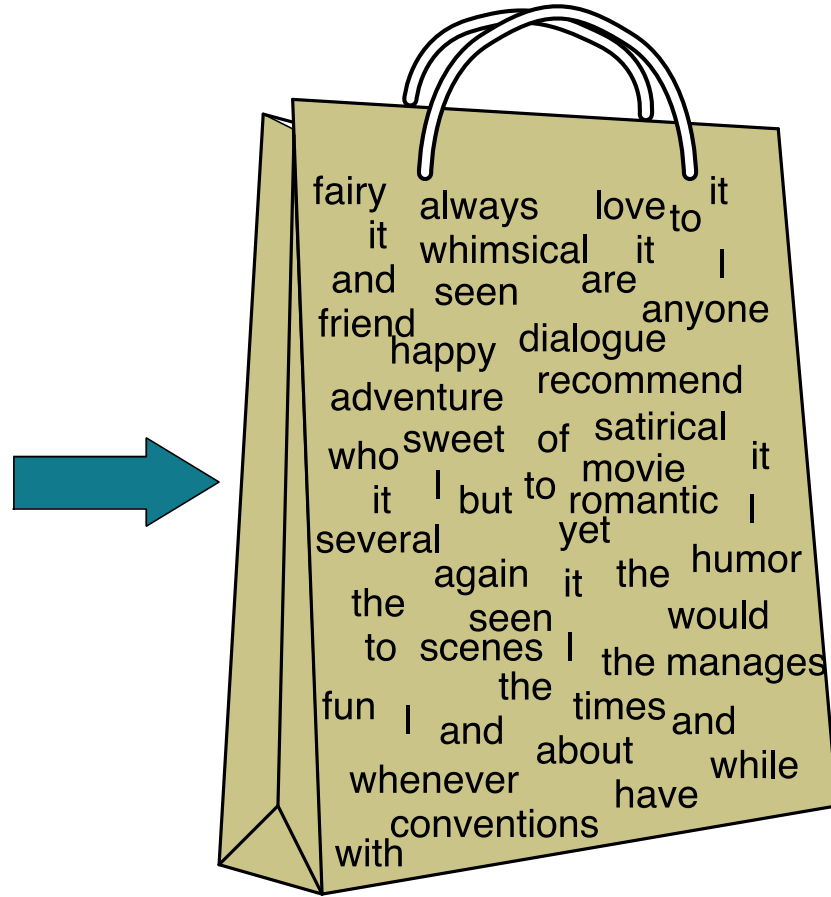 fairy always love to it
it whimsical it I
and seen are anyone
friend happy dialogue
adventure recommend
who sweet of satirical it
it I but to movie romantic I
several yet
again it the humor
the seen would
to scenes I the manages
fun I and the times and
whenever about while
have
conventions
with